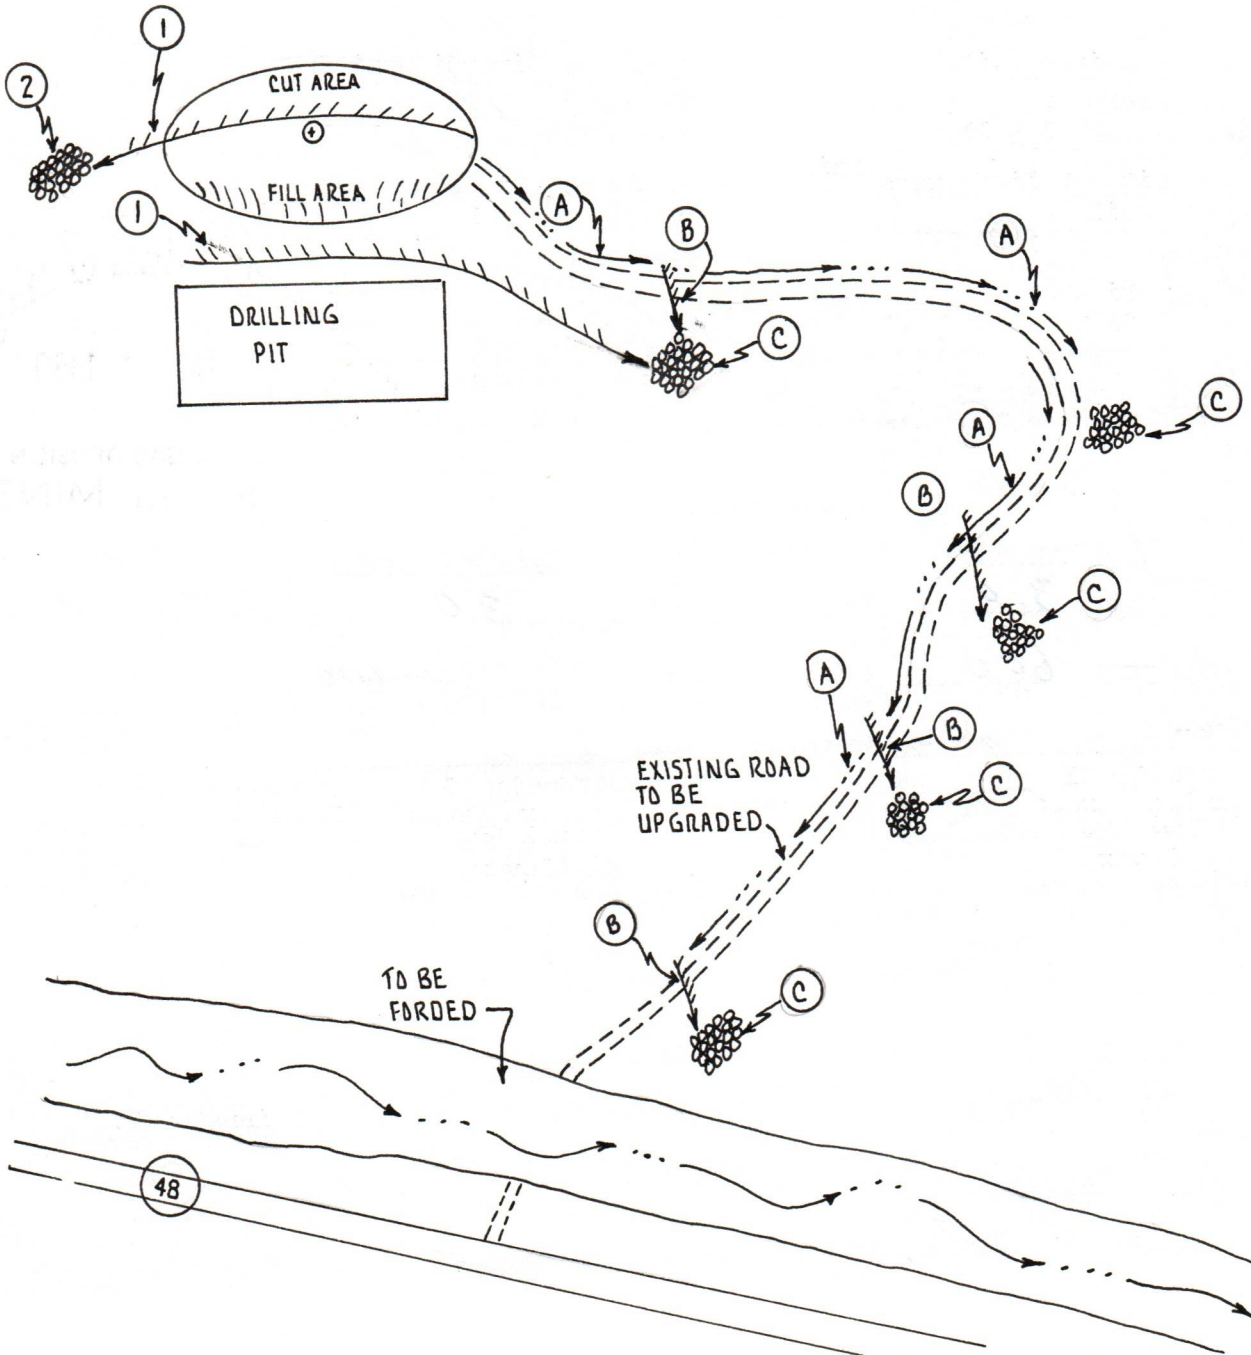 1
2
CUT AREA
FILL AREA
1
A
B
A
DRILLING
PIT
C
C
A
B
C
A
B
EXISTING ROAD
TO BE
UPGRADED
C
B
TO BE
FORDED
C
48